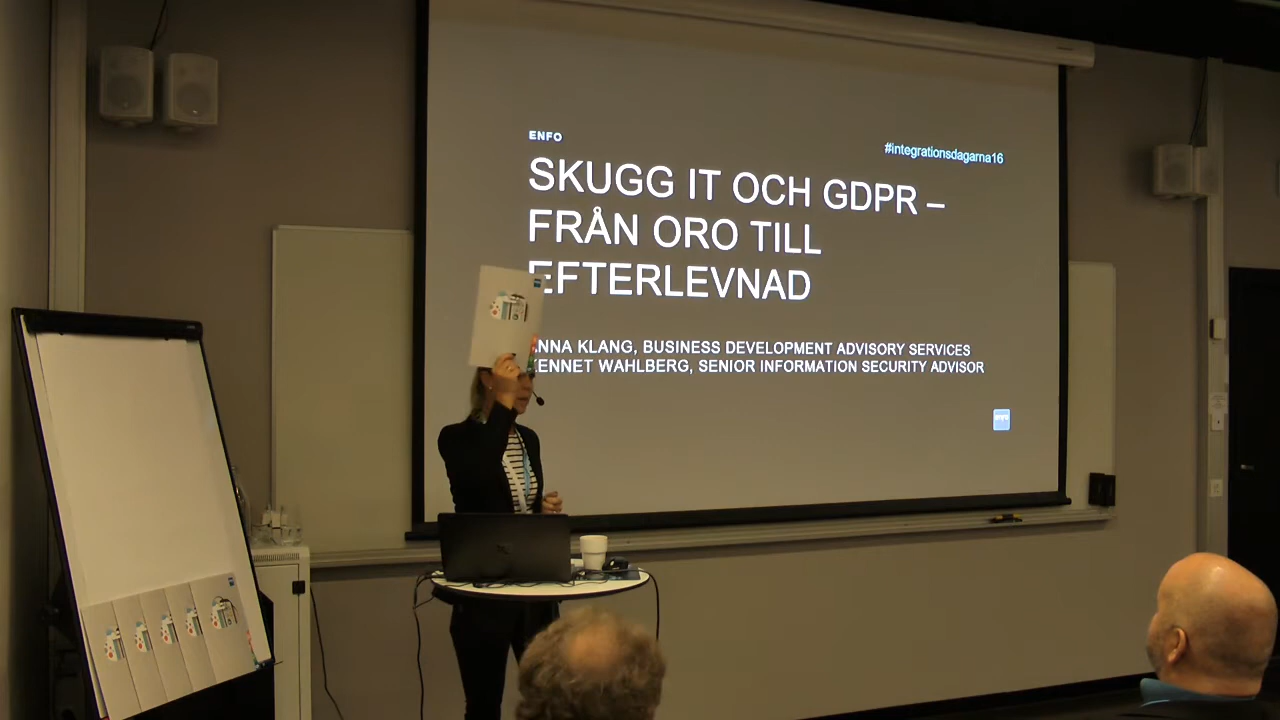 ENFO
#integrationsdagarna16
SKUGG IT OCH GDPR –
FRÅN ORO TILL
EFTERLEVNAD
NNA KLANG, BUSINESS DEVELOPMENT ADVISORY SERVICES
KENNET WAHLBERG, SENIOR INFORMATION SECURITY ADVISOR